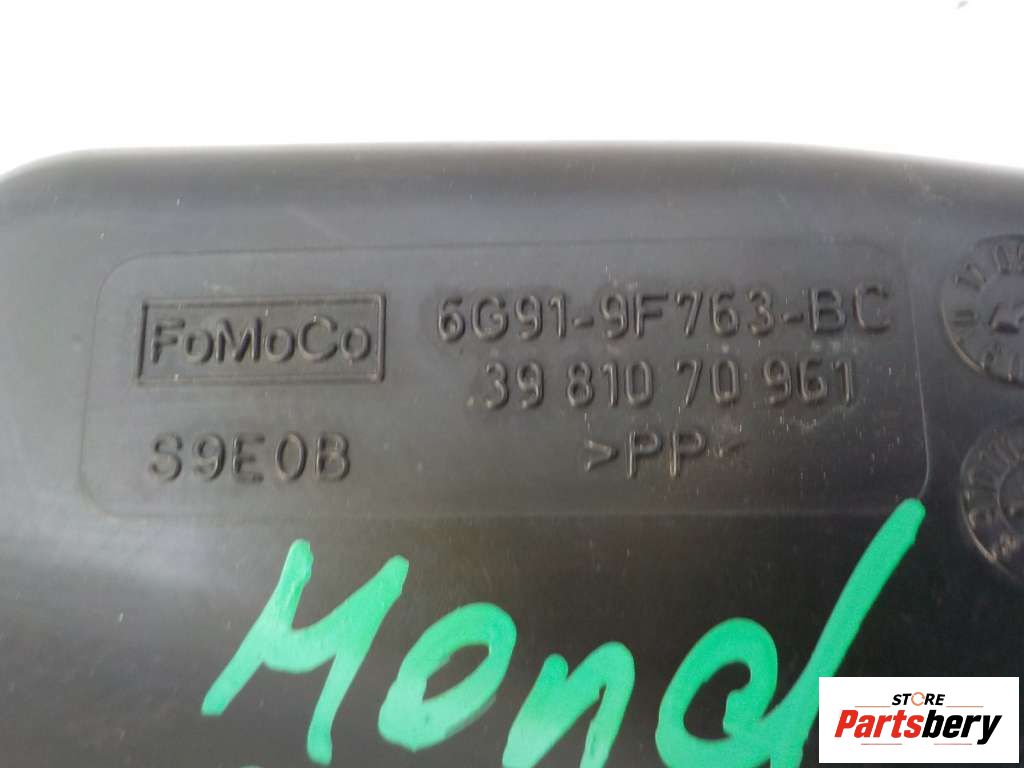 FoMoCo
6G91-9F763-BC
39 810 70 961
S9E0B
>PP<
Mond
STORE
Partsbery